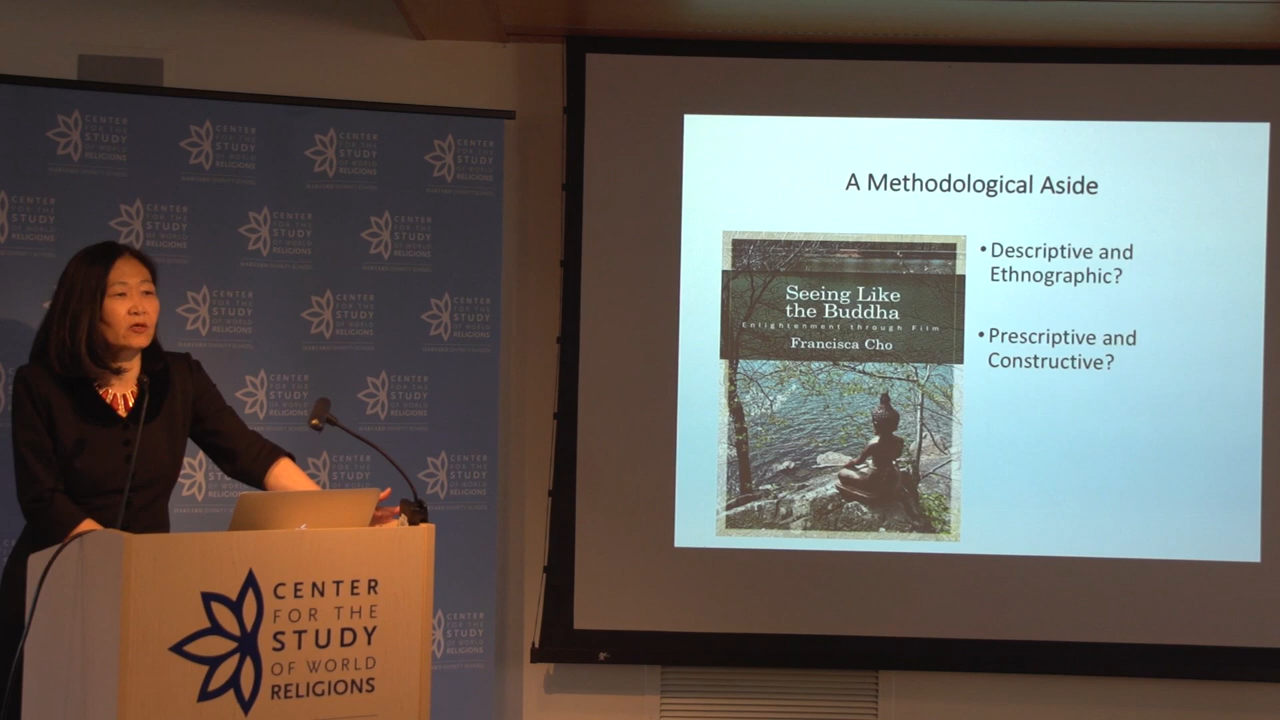 A Methodological Aside
Seeing Like
the Buddha
Enlightenment through Film
Francisca Cho
• Descriptive and
Ethnographic?
• Prescriptive and
Constructive?
CENTER
FOR THE
STUDY
OF WORLD
RELIGIONS
CENTER
FOR THE
STUDY
OF WORLD
RELIGIONS
HARVARD DIVINITY SCHOOL